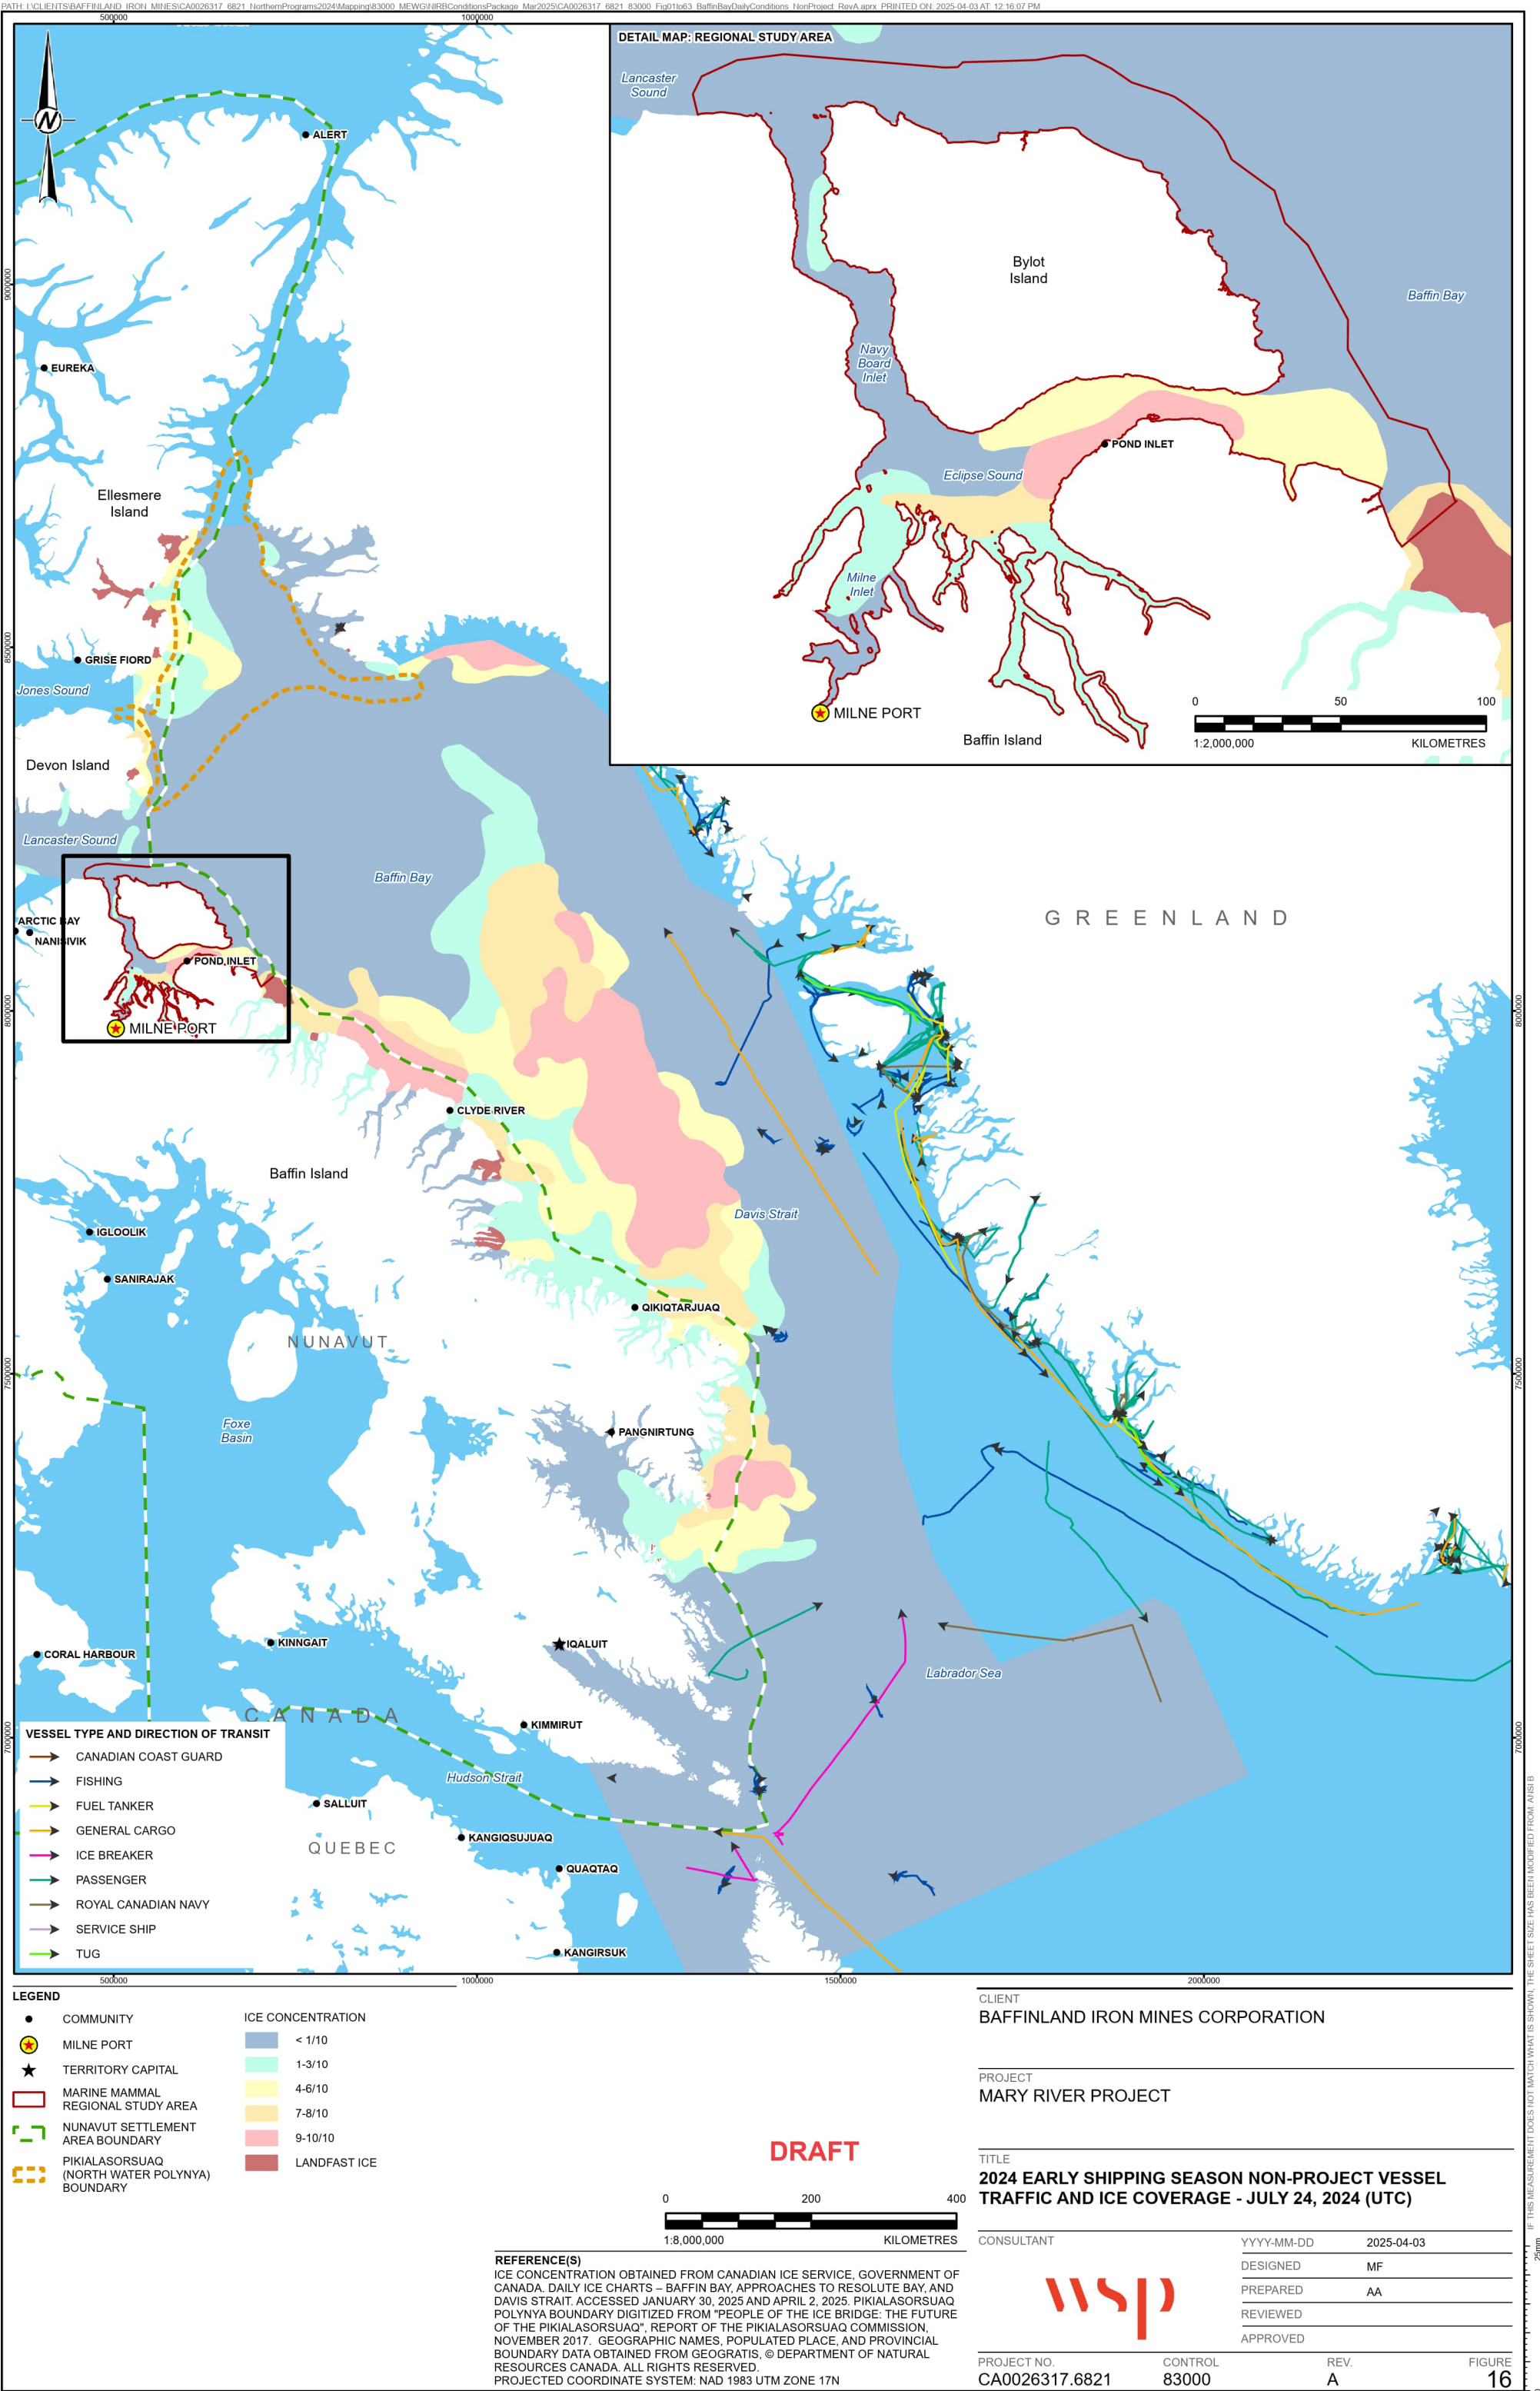 PATH: I:\CLIENTS\BAFFINLAND_IRON_MINES\CA0026317_6821_NorthernPrograms2024\Mapping\83000_MEWG\NIRBConditionsPackage_Mar2025\CA0026317_6821_83000_Fig01to63_BaffinBayDailyConditions_NonProject_RevA.aprx PRINTED ON: 2025-04-03 AT: 12:16:07 PM
500000
1000000
N
DETAIL MAP: REGIONAL STUDY AREA
Lancaster
Sound
Bylot
Island
Baffin Bay
Navy
Board
Inlet
POND INLET
Eclipse Sound
Milne
Inlet
MILNE PORT
Baffin Island
0 50 100
1:2,000,000 KILOMETRES
ALERT
9000000
EUREKA
Ellesmere
Island
8500000
GRISE FIORD
Jones Sound
Devon Island
Lancaster Sound
Baffin Bay
ARCTIC BAY
NANISIVIK
POND INLET
MILNE PORT
8000000
8000000
GREENLAND
CLYDE RIVER
Baffin Island
Davis Strait
IGLOOLIK
SANIRAJAK
QIKIQTARJUAQ
NUNAVUT
7500000
7500000
Foxe
Basin
PANGNIRTUNG
KINNGAIT
IQALUIT
CORAL HARBOUR
Labrador Sea
CANADA
KIMMIRUT
7000000
7000000
Hudson Strait
SALLUIT
KANGIQSUJUAQ
QUEBEC
QUAQTAQ
KANGIRSUK
VESSEL TYPE AND DIRECTION OF TRANSIT
CANADIAN COAST GUARD
FISHING
FUEL TANKER
GENERAL CARGO
ICE BREAKER
PASSENGER
ROYAL CANADIAN NAVY
SERVICE SHIP
TUG
500000
1000000
1500000
2000000
LEGEND
COMMUNITY
MILNE PORT
TERRITORY CAPITAL
MARINE MAMMAL
REGIONAL STUDY AREA
NUNAVUT SETTLEMENT
AREA BOUNDARY
PIKIALASORSUAQ
(NORTH WATER POLYNYA)
BOUNDARY
ICE CONCENTRATION
< 1/10
1-3/10
4-6/10
7-8/10
9-10/10
LANDFAST ICE
DRAFT
0 200 400
1:8,000,000 KILOMETRES
REFERENCE(S)
ICE CONCENTRATION OBTAINED FROM CANADIAN ICE SERVICE, GOVERNMENT OF
CANADA. DAILY ICE CHARTS – BAFFIN BAY, APPROACHES TO RESOLUTE BAY, AND
DAVIS STRAIT. ACCESSED JANUARY 30, 2025 AND APRIL 2, 2025. PIKIALASORSUAQ
POLYNYA BOUNDARY DIGITIZED FROM "PEOPLE OF THE ICE BRIDGE: THE FUTURE
OF THE PIKIALASORSUAQ", REPORT OF THE PIKIALASORSUAQ COMMISSION,
NOVEMBER 2017. GEOGRAPHIC NAMES, POPULATED PLACE, AND PROVINCIAL
BOUNDARY DATA OBTAINED FROM GEOGRATIS, © DEPARTMENT OF NATURAL
RESOURCES CANADA. ALL RIGHTS RESERVED.
PROJECTED COORDINATE SYSTEM: NAD 1983 UTM ZONE 17N
CLIENT
BAFFINLAND IRON MINES CORPORATION
PROJECT
MARY RIVER PROJECT
TITLE
2024 EARLY SHIPPING SEASON NON-PROJECT VESSEL
TRAFFIC AND ICE COVERAGE - JULY 24, 2024 (UTC)
CONSULTANT
wsp
YYYY-MM-DD 2025-04-03
DESIGNED MF
PREPARED AA
REVIEWED
APPROVED
PROJECT NO. CONTROL REV. FIGURE
CA0026317.6821 83000 A 16
IF THIS MEASUREMENT DOES NOT MATCH WHAT IS SHOWN, THE SHEET SIZE HAS BEEN MODIFIED FROM: ANSI B
25mm